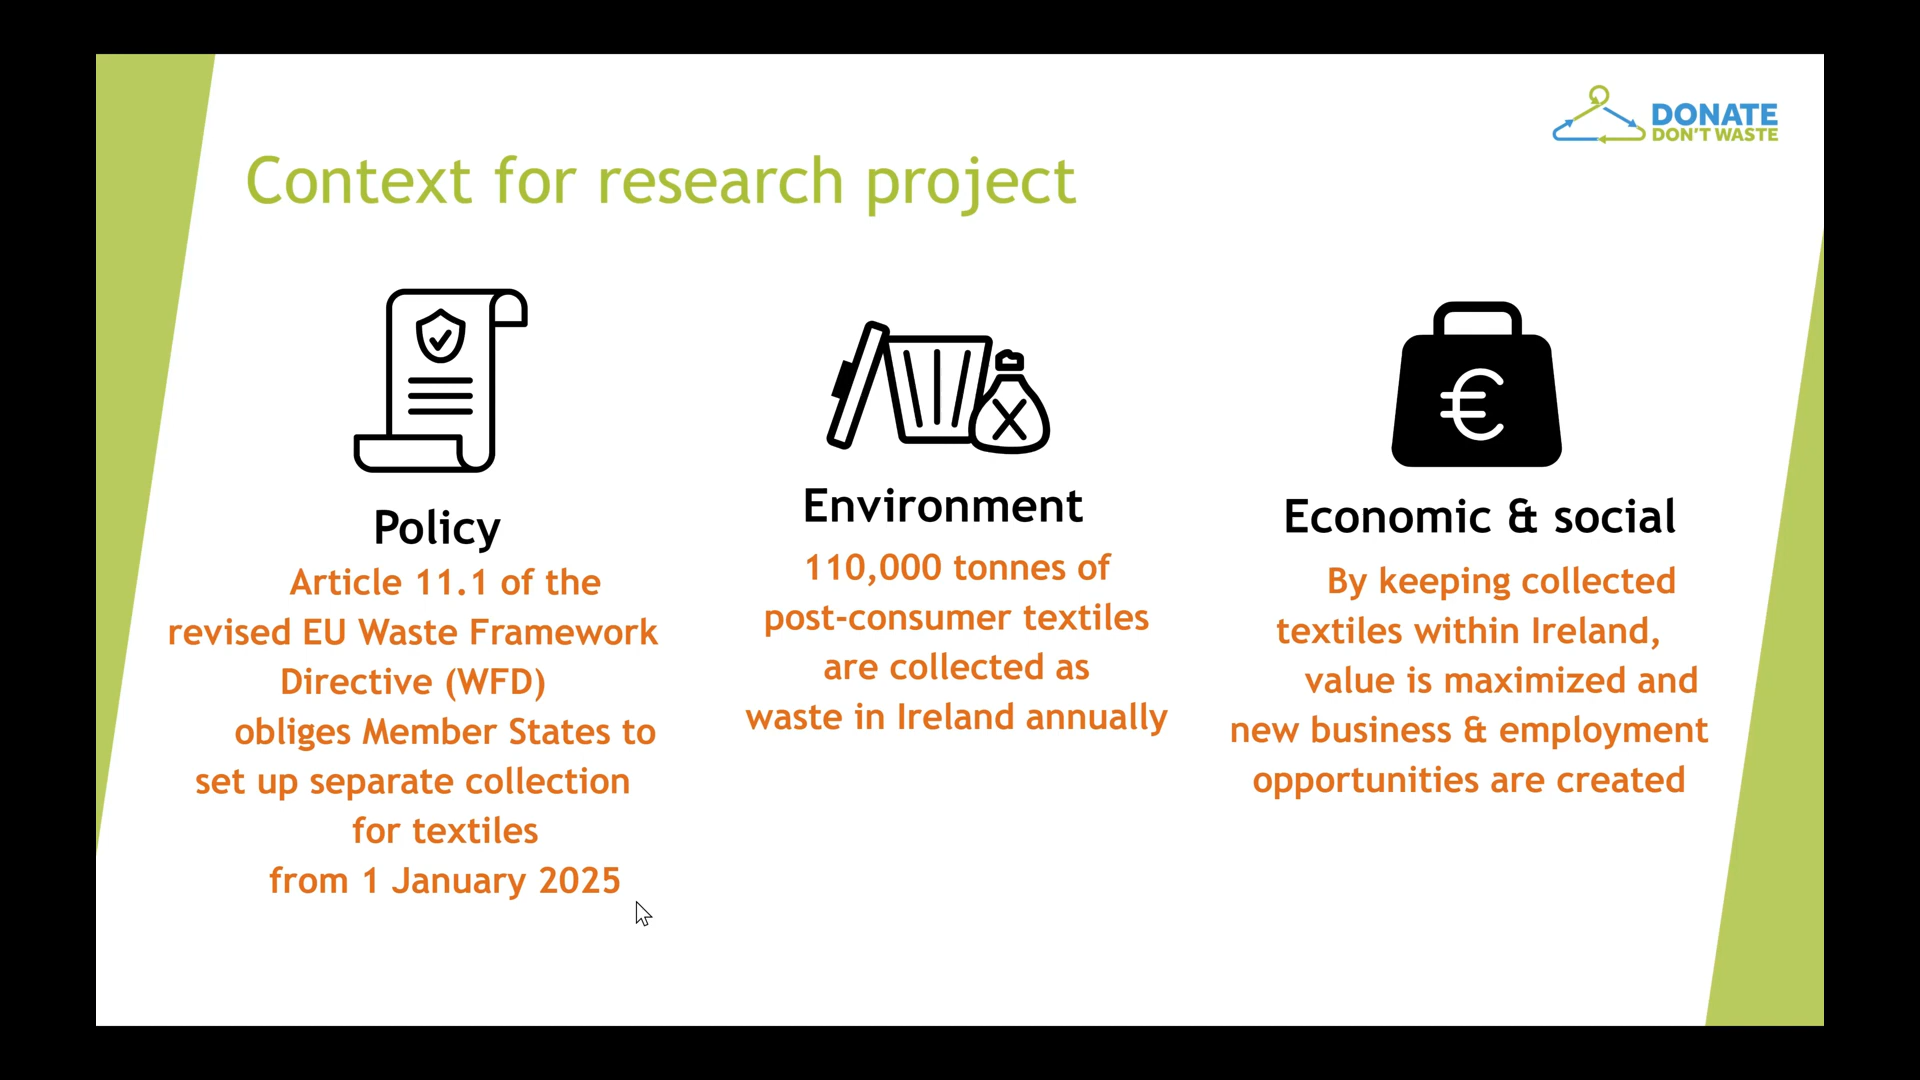 DONATE
DON'T WASTE
Context for research project
Policy
Article 11.1 of the
revised EU Waste Framework
Directive (WFD)
obliges Member States to
set up separate collection
for textiles
from 1 January 2025
Environment
110,000 tonnes of
post-consumer textiles
are collected as
waste in Ireland annually
€
Economic & social
By keeping collected
textiles within Ireland,
value is maximized and
new business & employment
opportunities are created